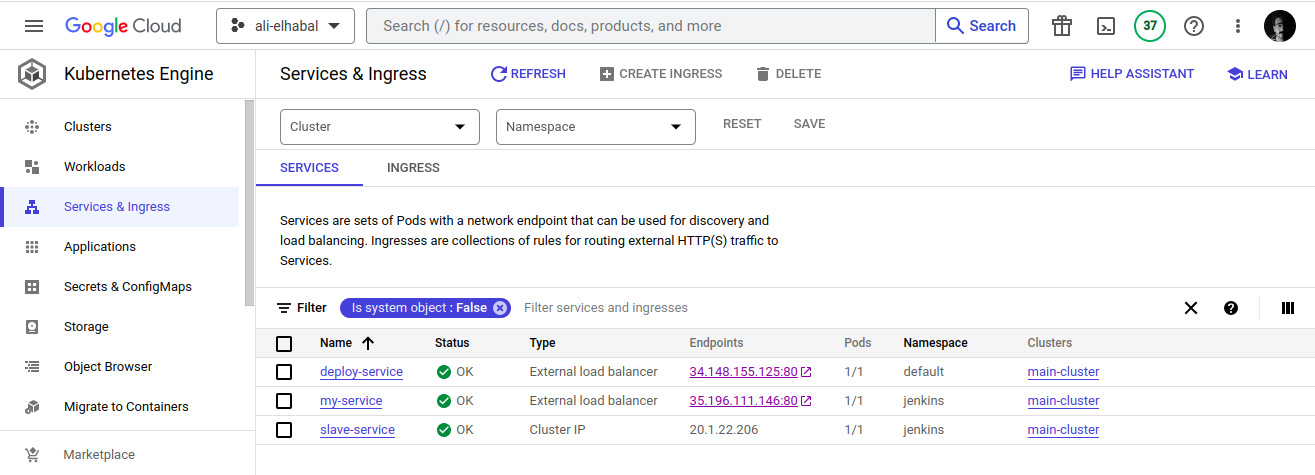 Google Cloud ali-elhabal Search (/) for resources, docs, products, and more Search 37
Kubernetes Engine Services & Ingress REFRESH CREATE INGRESS DELETE HELP ASSISTANT LEARN
Clusters
Workloads
Services & Ingress
Applications
Secrets & ConfigMaps
Storage
Object Browser
Migrate to Containers
Marketplace
Cluster Namespace RESET SAVE
SERVICES INGRESS
Services are sets of Pods with a network endpoint that can be used for discovery and
load balancing. Ingresses are collections of rules for routing external HTTP(S) traffic to
Services.
Filter Is system object : False Filter services and ingresses
Name Status Type Endpoints Pods Namespace Clusters
deploy-service OK External load balancer 34.148.155.125:80 1/1 default main-cluster
my-service OK External load balancer 35.196.111.146:80 1/1 jenkins main-cluster
slave-service OK Cluster IP 20.1.22.206 1/1 jenkins main-cluster